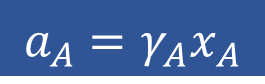 a_A = γ_A x_A